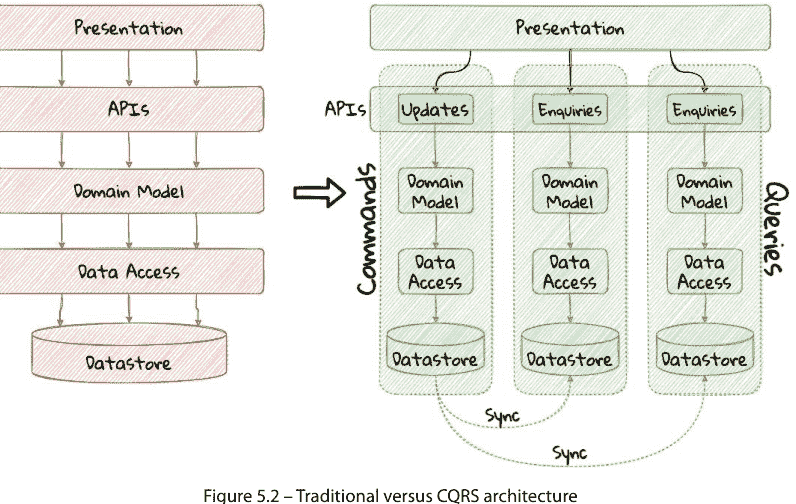 Presentation
APIs
Domain Model
Data Access
Datastore
Presentation
APIs
Updates
Enquiries
Enquiries
Commands
Domain
Model
Domain
Model
Domain
Model
Queries
Data
Access
Data
Access
Data
Access
Datastore
Datastore
Datastore
Sync
Sync
Figure 5.2 – Traditional versus CQRS architecture